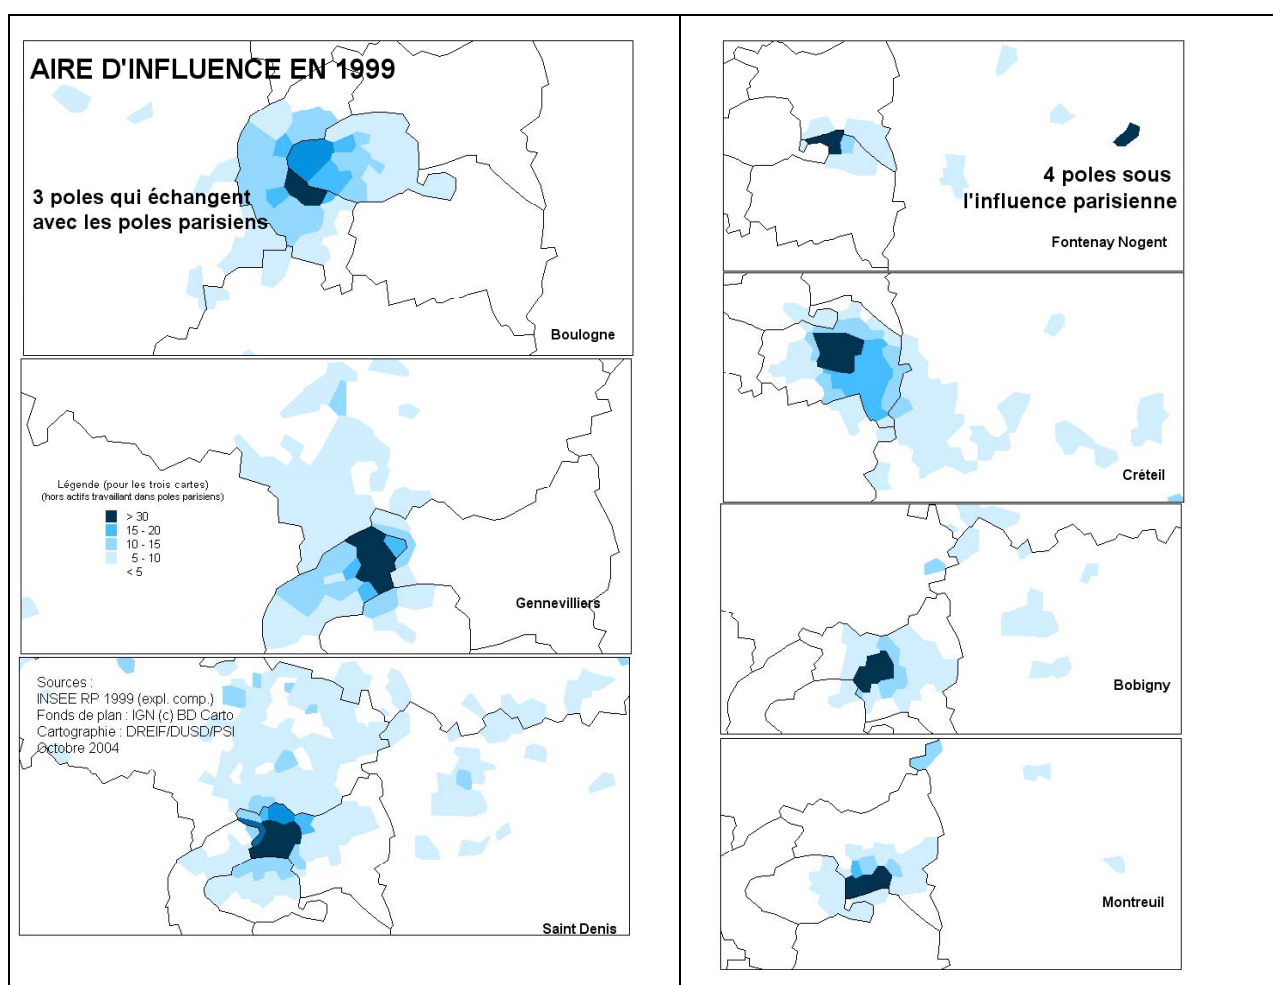 AIRE D'INFLUENCE EN 1999
3 poles qui échangent
avec les poles parisiens
Boulogne
Légende (pour les trois cartes)
(hors actifs travaillant dans poles parisiens)
> 30
15 - 20
10 - 15
5 - 10
< 5
Gennevilliers
Sources :
INSEE RP 1999 (expl. comp.)
Fonds de plan : IGN (c) BD Carto
Cartographie : DREIF/DUSD/PSI
Octobre 2004
Saint Denis
4 poles sous
l'influence parisienne
Fontenay Nogent
Créteil
Bobigny
Montreuil